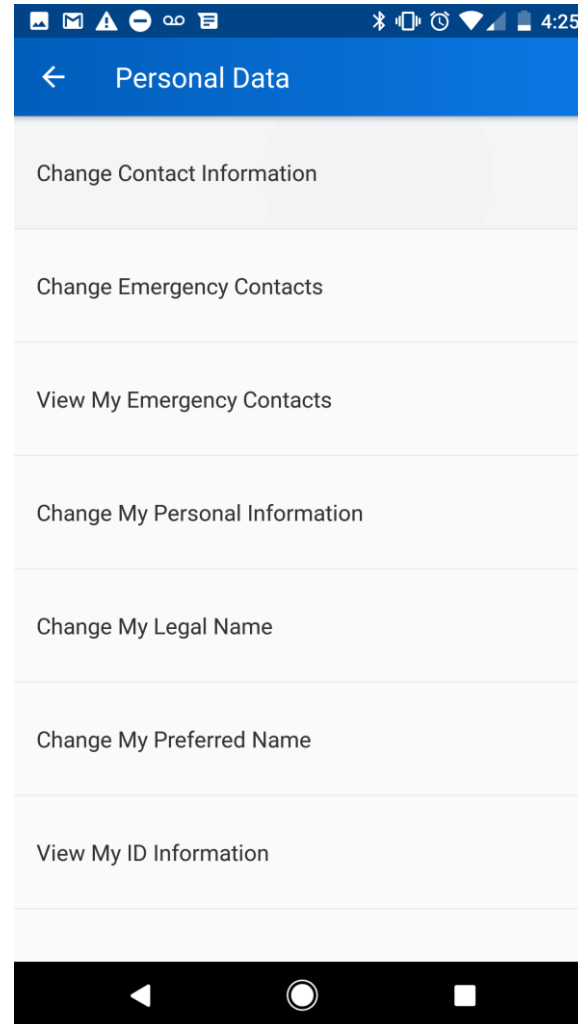 4:25
Personal Data
Change Contact Information
Change Emergency Contacts
View My Emergency Contacts
Change My Personal Information
Change My Legal Name
Change My Preferred Name
View My ID Information